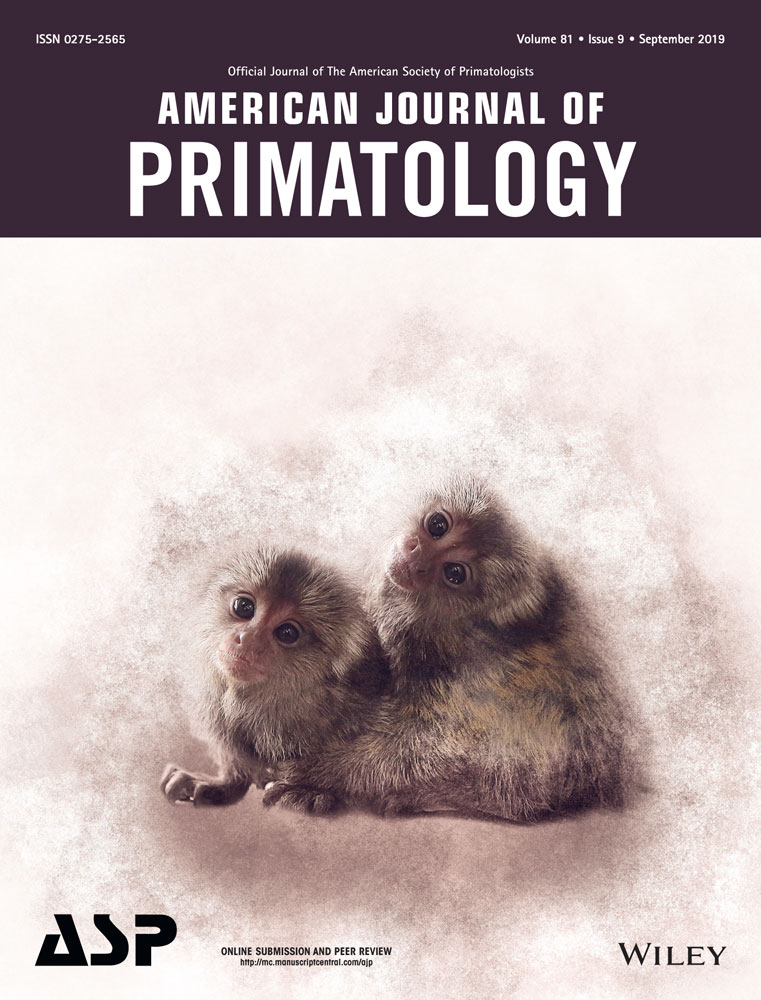 ISSN 0275-2565
Volume 81 • Issue 9 • September 2019
Official Journal of The American Society of Primatologists
AMERICAN JOURNAL OF
PRIMATOLOGY
ASP
ONLINE SUBMISSION AND PEER REVIEW
http://mc.manuscriptcentral.com/ajp
WILEY